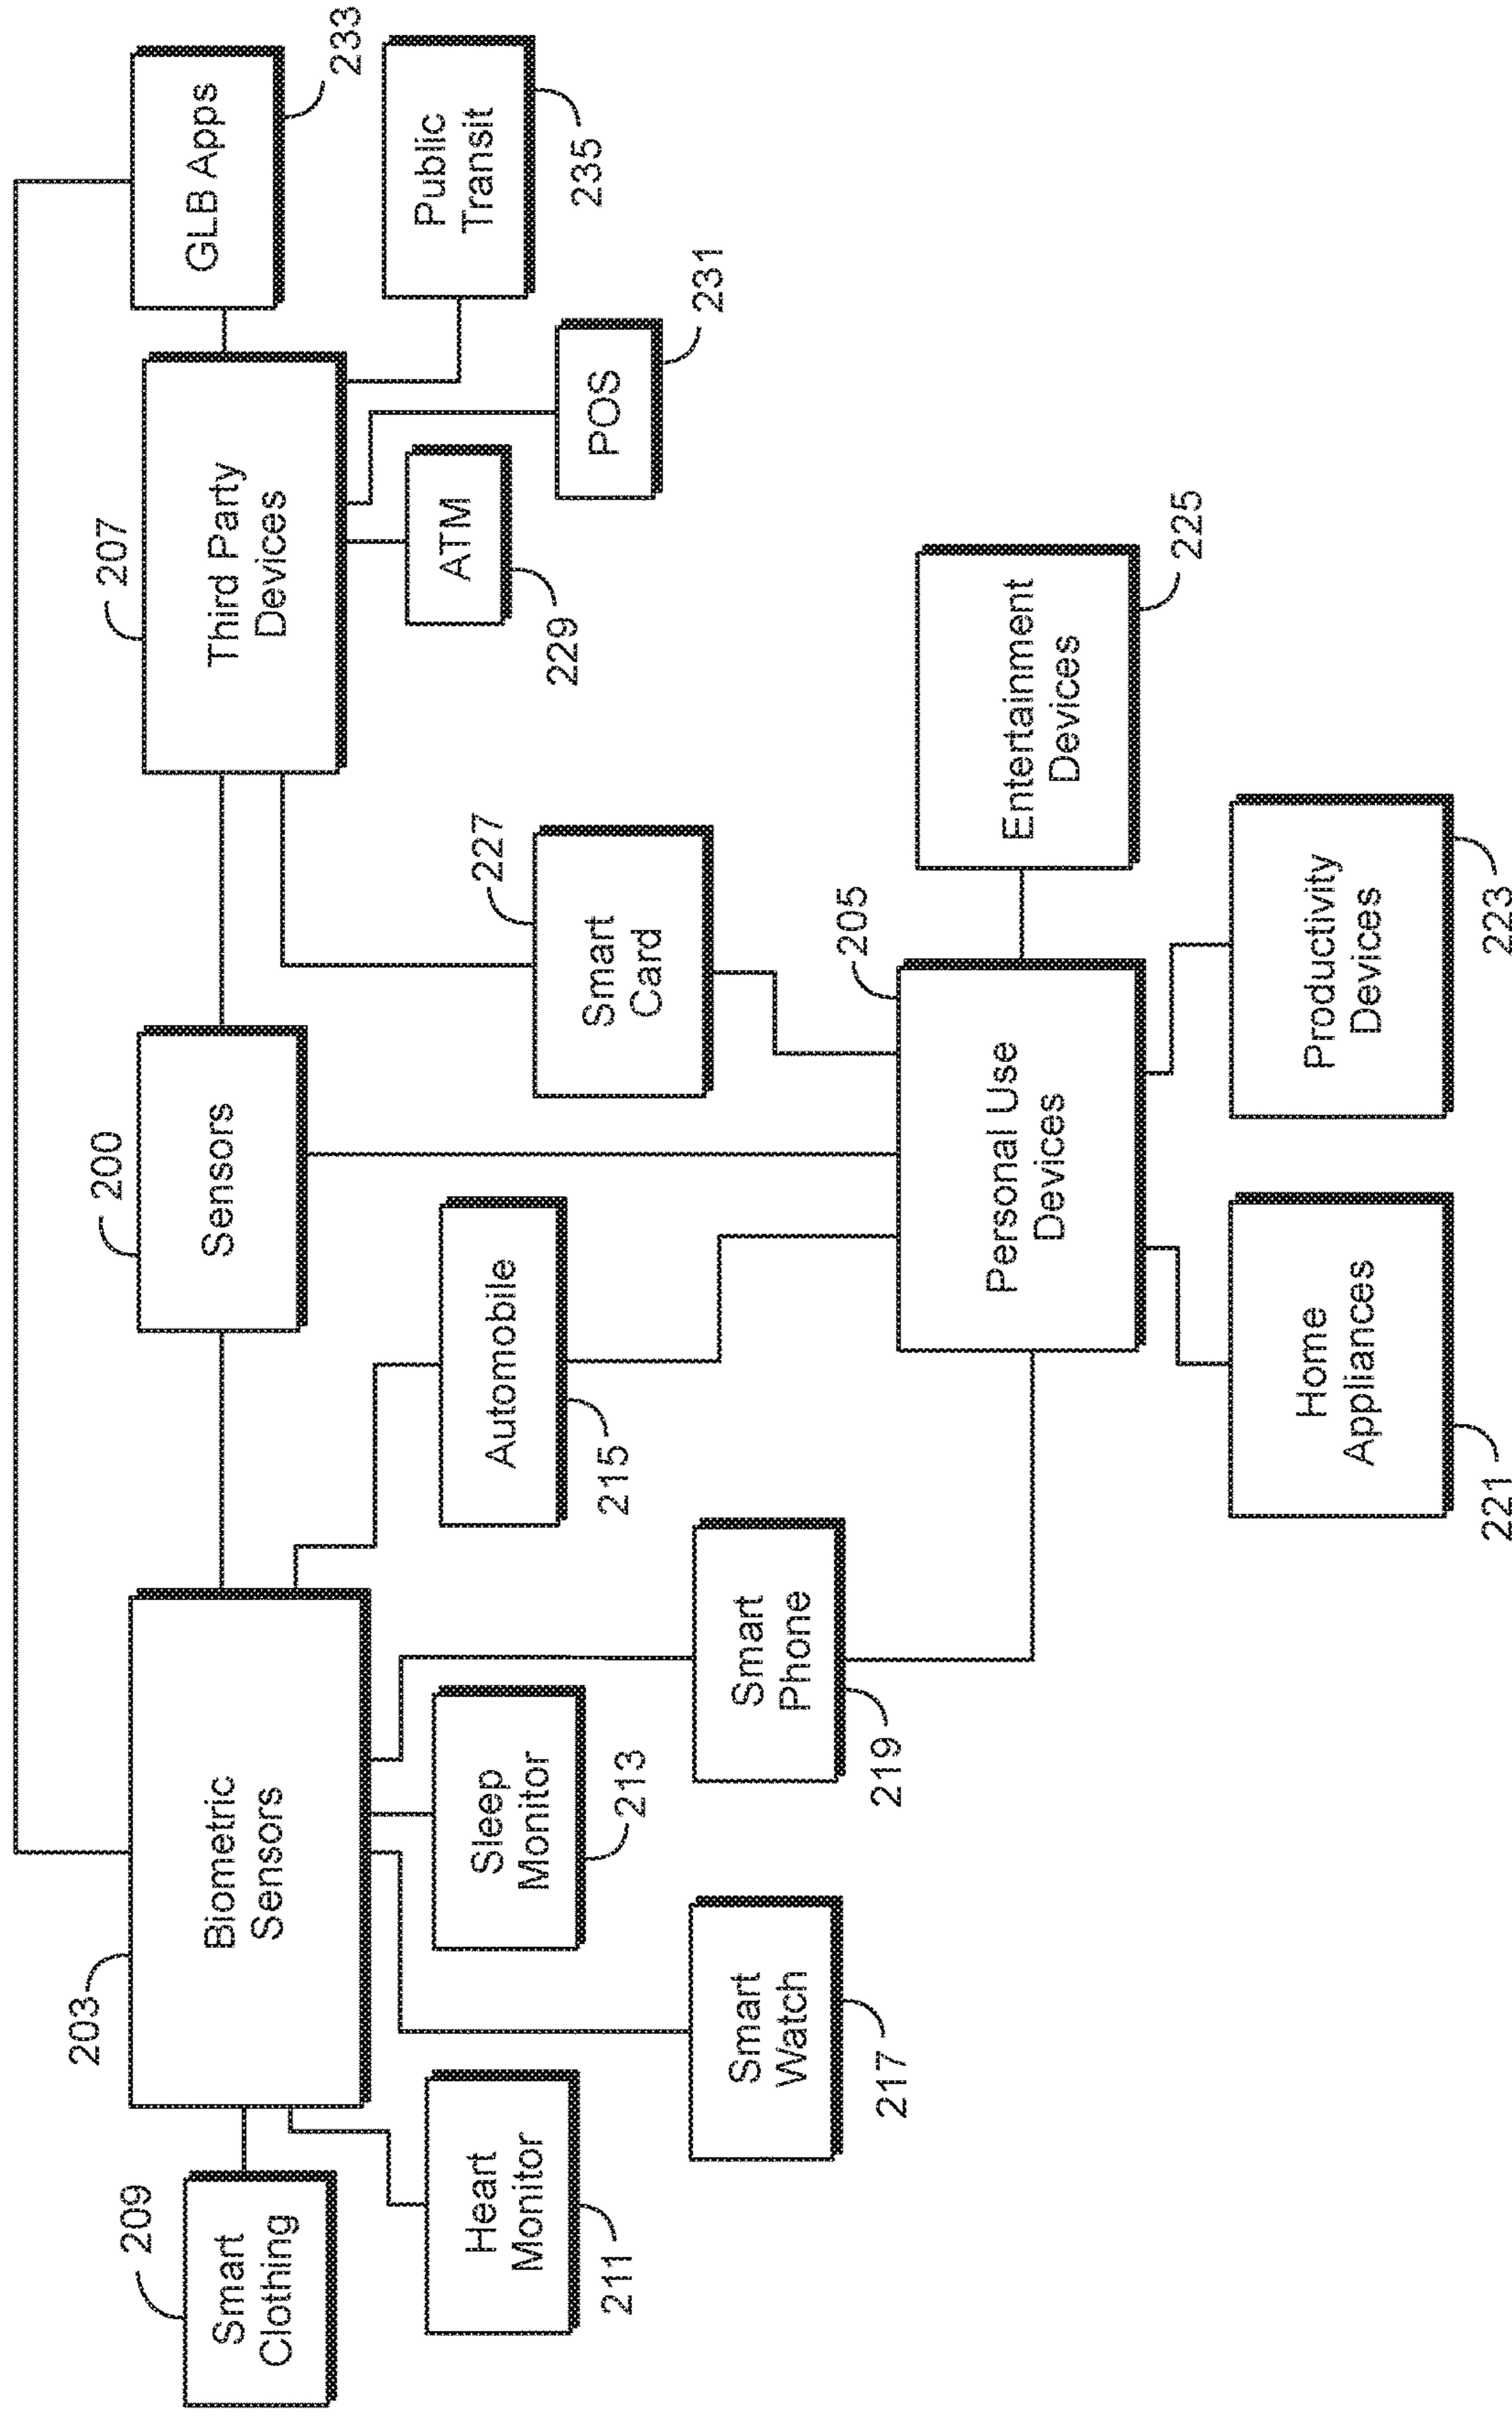 203
Biometric
Sensors
200
Sensors
207
Third Party
Devices
GLB Apps
233
209
Smart
Clothing
Heart
Monitor
211
Sleep
Monitor
213
Automobile
215
227
Smart
Card
ATM
229
POS
231
Public
Transit
235
Smart
Watch
217
Smart
Phone
219
205
Personal Use
Devices
Entertainment
Devices
225
Home
Appliances
221
Productivity
Devices
223